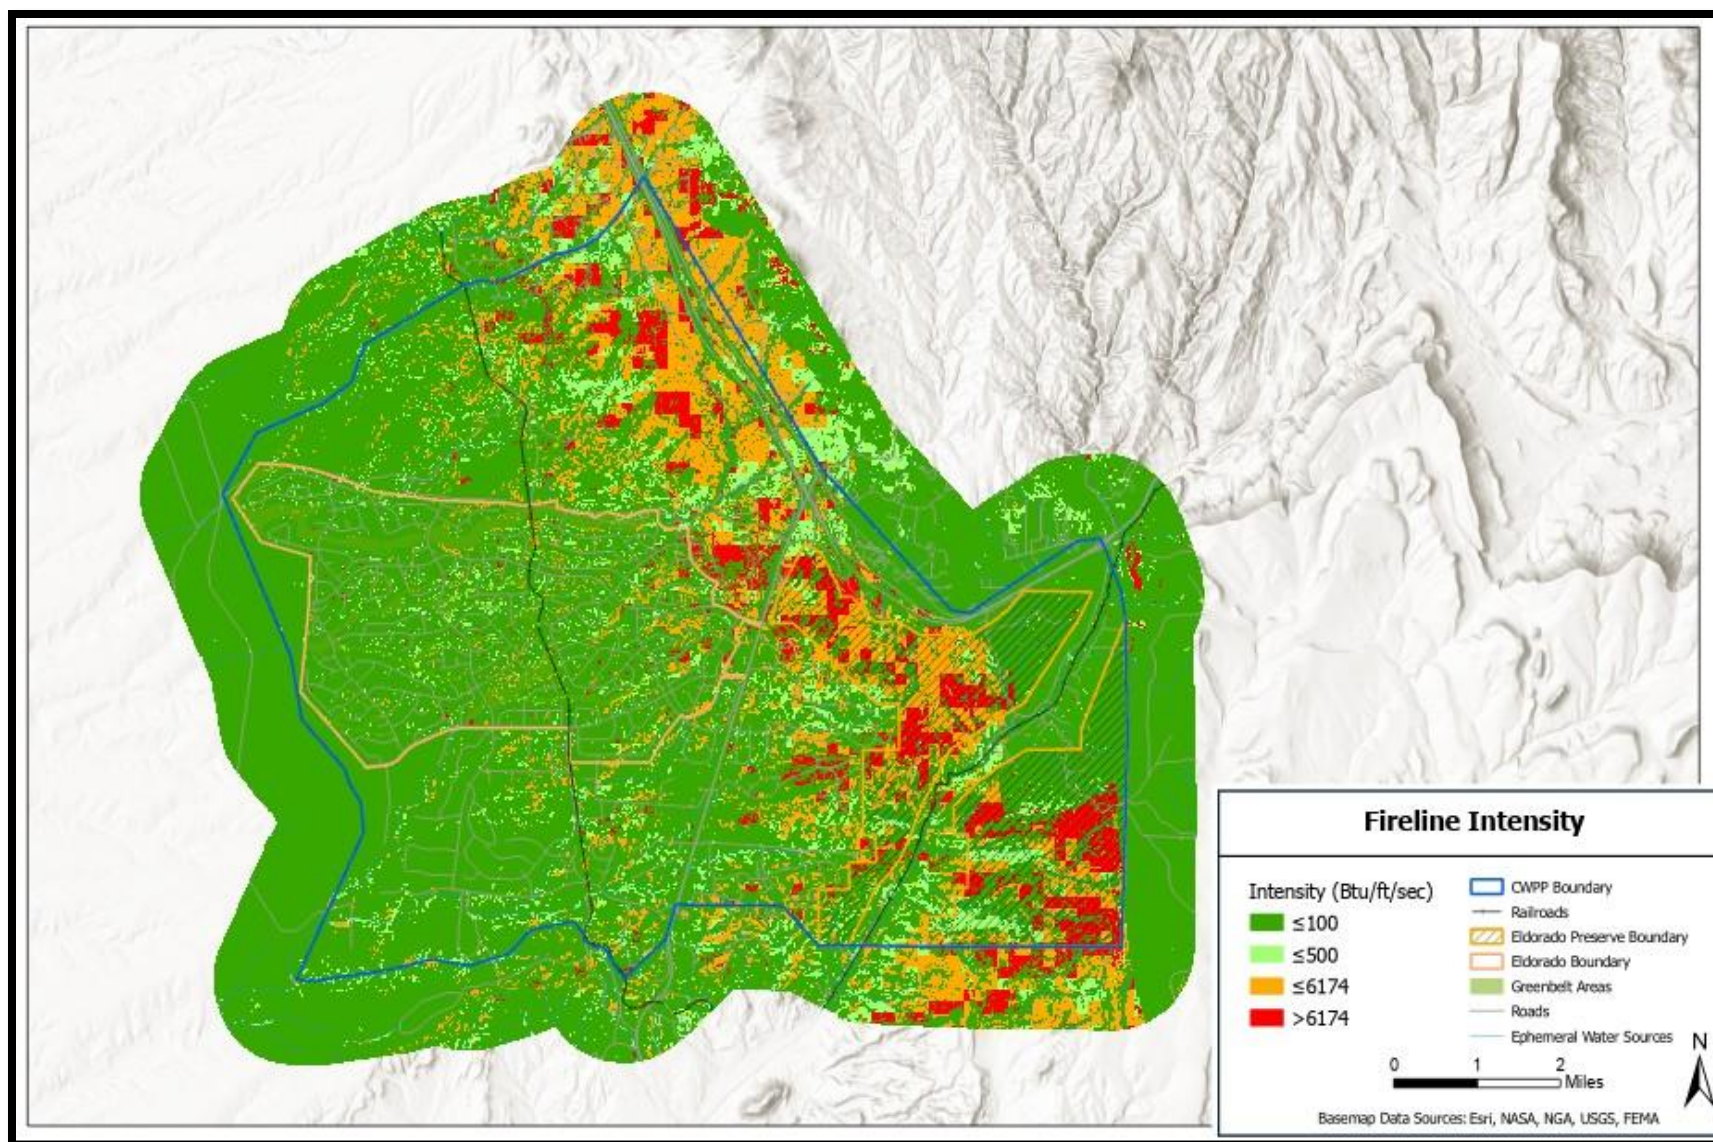 Fireline Intensity
Intensity (Btu/ft/sec)
≤100
≤500
≤6174
>6174
CWPP Boundary
Railroads
Eldorado Preserve Boundary
Eldorado Boundary
Greenbelt Areas
Roads
Ephemeral Water Sources
N
0 1 2
Miles
Basemap Data Sources: Esri, NASA, NGA, USGS, FEMA